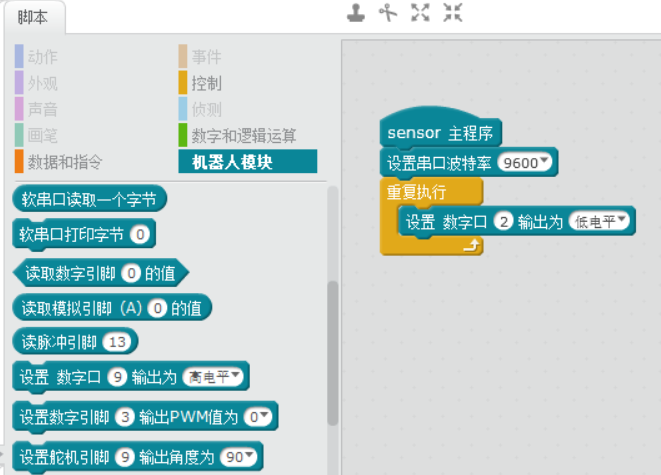 脚本
动作
事件
外观
控制
声音
侦测
画笔
数字和逻辑运算
数据和指令
机器人模块
软串口读取一个字节
软串口打印字节 0
读取数字引脚 0 的值
读取模拟引脚 (A) 0 的值
读脉冲引脚 13
设置 数字口 9 输出为 高电平
设置数字引脚 3 输出PWM值为 0
设置舵机引脚 9 输出角度为 90
sensor 主程序
设置串口波特率 9600
重复执行
设置 数字口 2 输出为 低电平